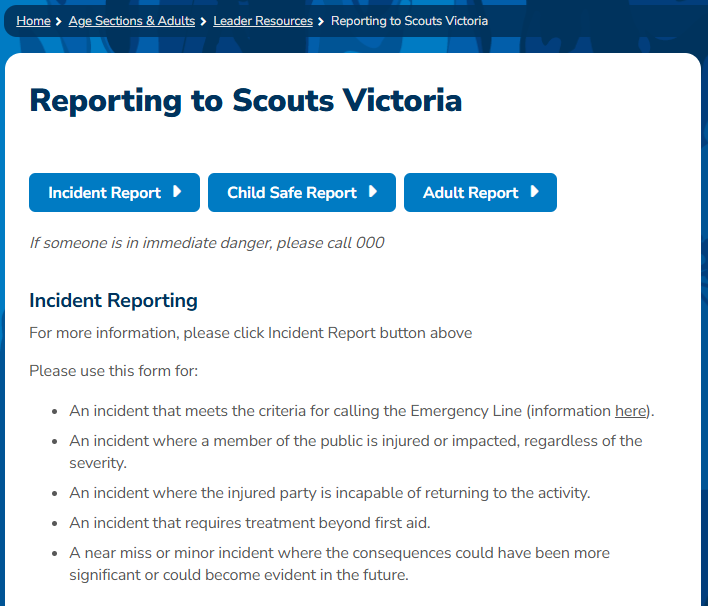 Home > Age Sections & Adults > Leader Resources > Reporting to Scouts Victoria
Reporting to Scouts Victoria
Incident Report
Child Safe Report
Adult Report
If someone is in immediate danger, please call 000
Incident Reporting
For more information, please click Incident Report button above
Please use this form for:
• An incident that meets the criteria for calling the Emergency Line (information here).
• An incident where a member of the public is injured or impacted, regardless of the
severity.
• An incident where the injured party is incapable of returning to the activity.
• An incident that requires treatment beyond first aid.
• A near miss or minor incident where the consequences could have been more
significant or could become evident in the future.